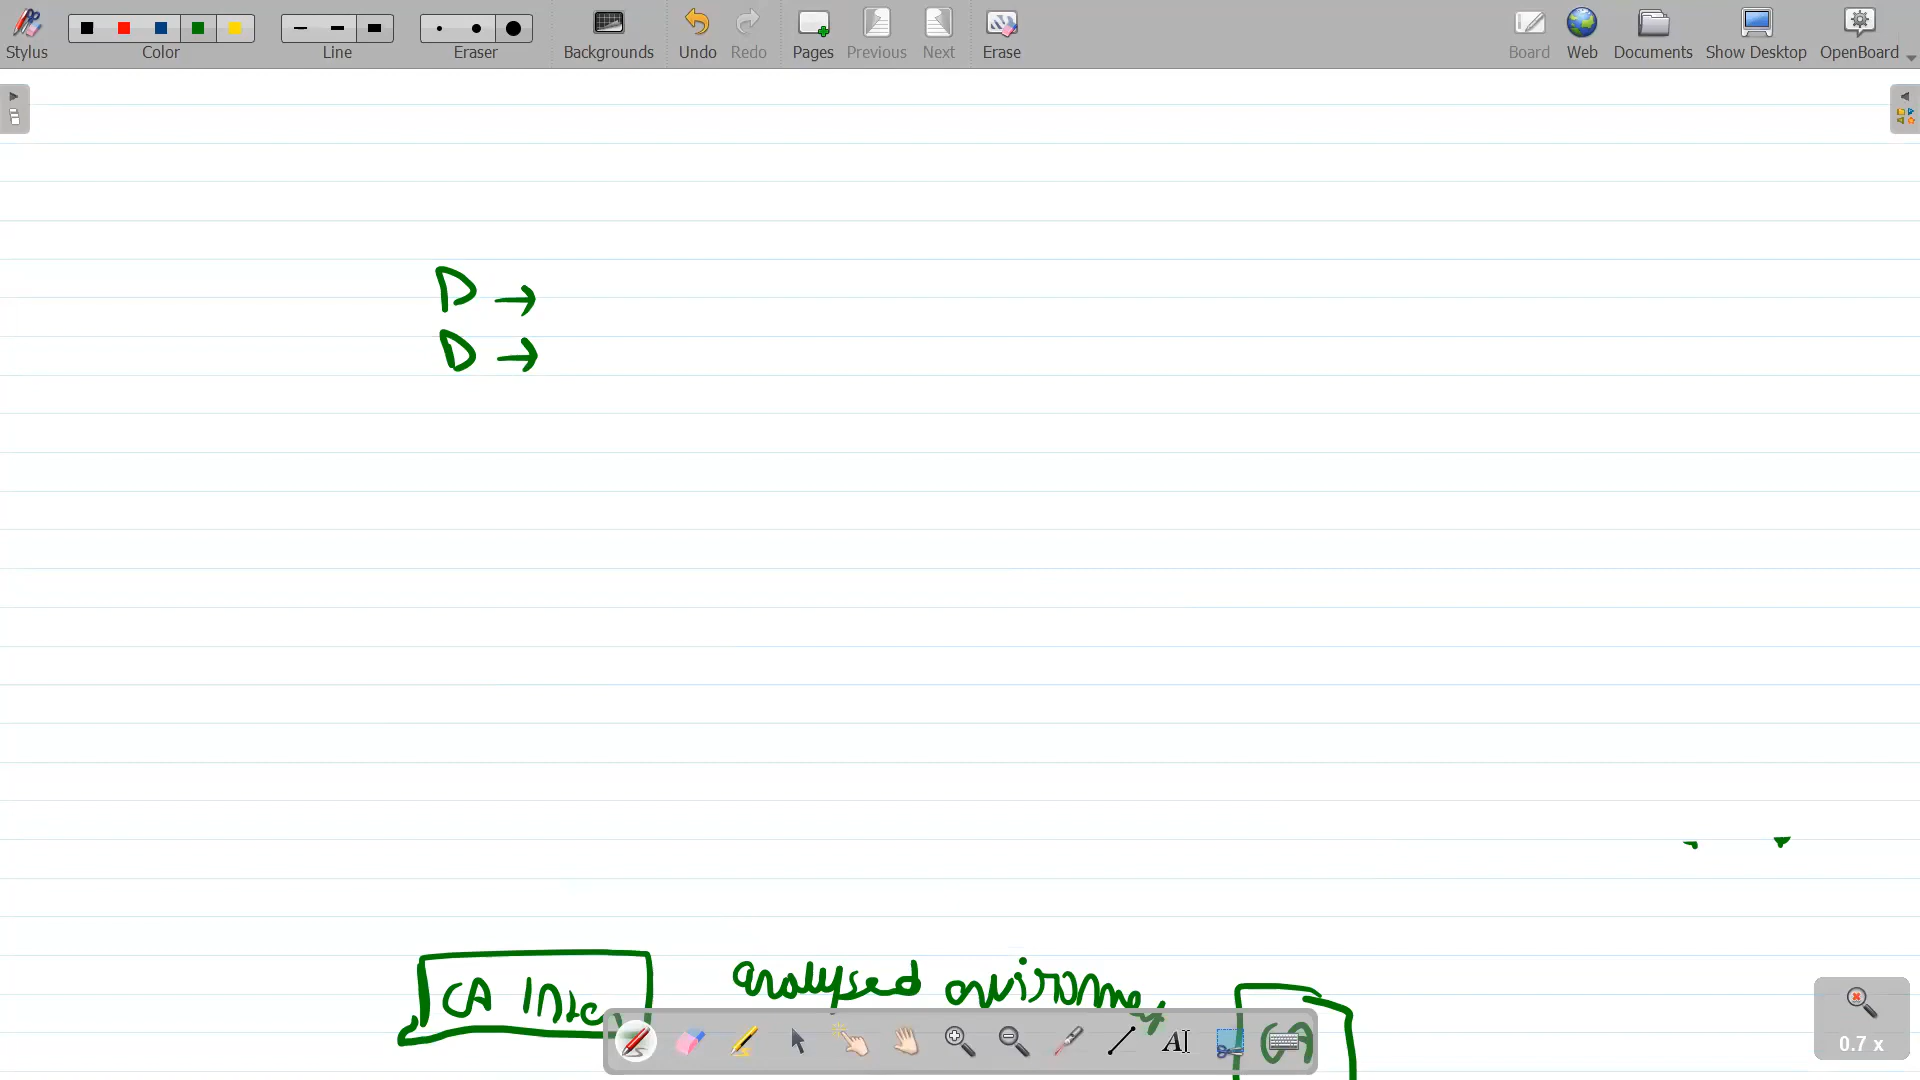 Stylus Color Line Eraser Backgrounds Undo Redo Pages Previous Next Erase Board Web Documents Show Desktop OpenBoard
D →
D →
CA Inte analysed
CA
0.7 x